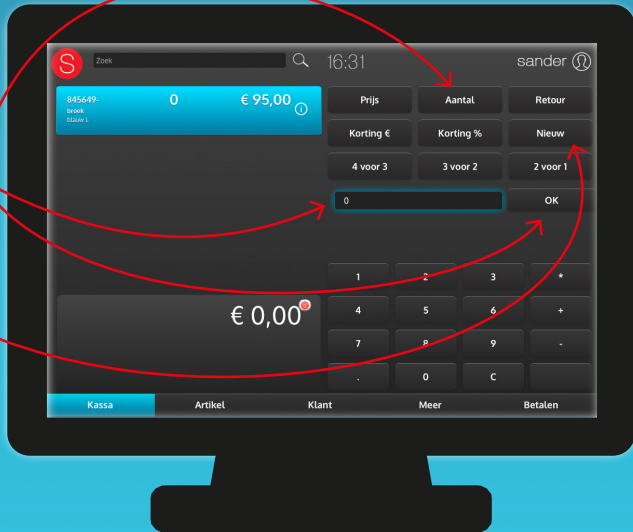 S
Zoek
16:31
sander
845649-
broek
blauw L
0
€ 95,00
i
Prijs
Aantal
Retour
Korting €
Korting %
Nieuw
4 voor 3
3 voor 2
2 voor 1
0
OK
1
2
3
*
€ 0,00
4
5
6
+
7
8
9
-
.
0
C
Kassa
Artikel
Klant
Meer
Betalen